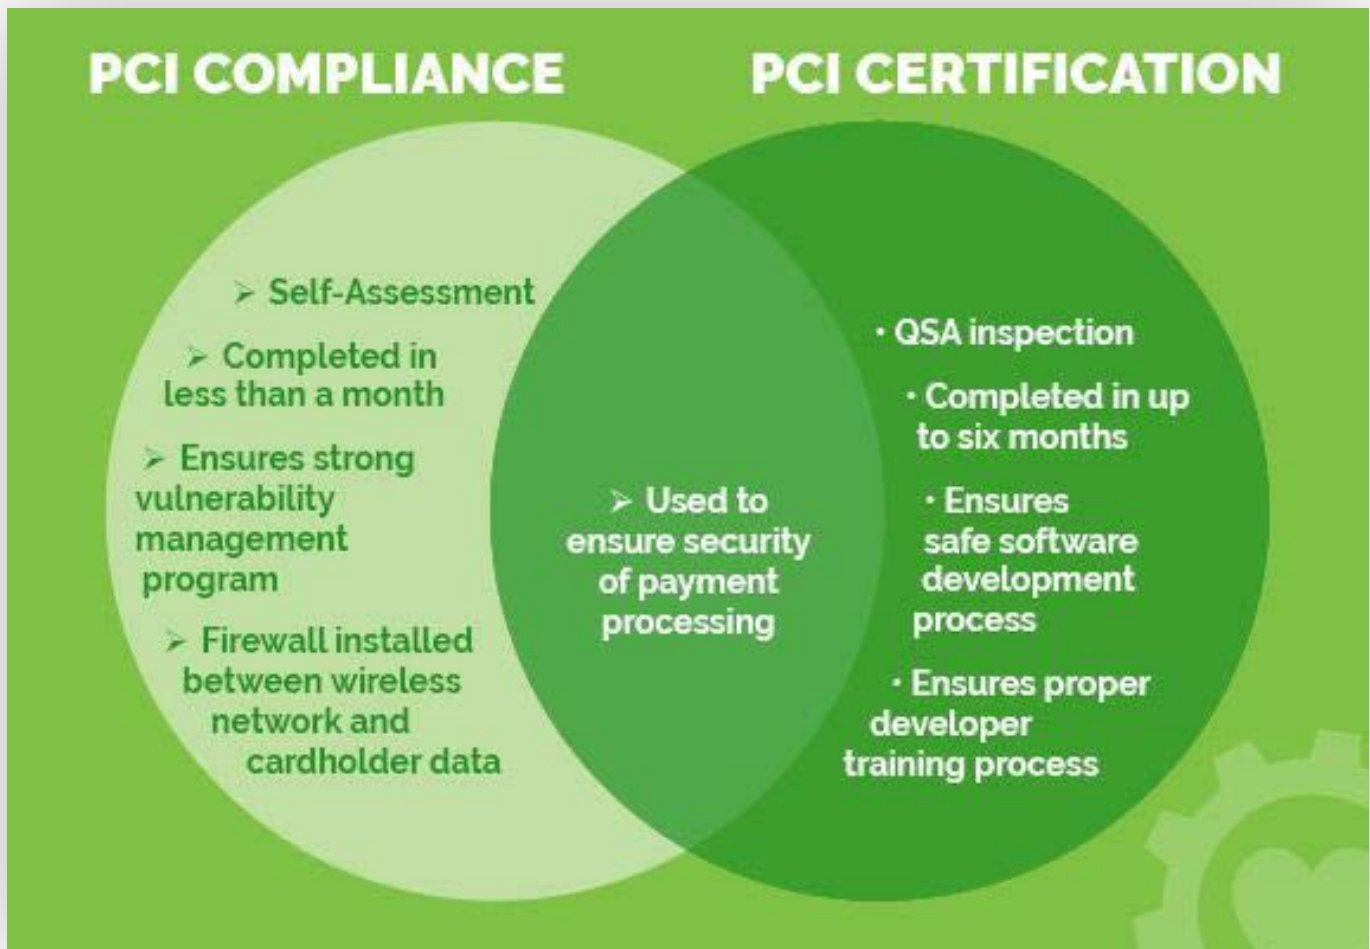 PCI COMPLIANCE
PCI CERTIFICATION
➢ Self-Assessment
➢ Completed in
less than a month
➢ Ensures strong
vulnerability
management
program
➢ Firewall installed
between wireless
network and
cardholder data
➢ Used to
ensure security
of payment
processing
• QSA inspection
• Completed in up
to six months
• Ensures
safe software
development
process
• Ensures proper
developer
training process